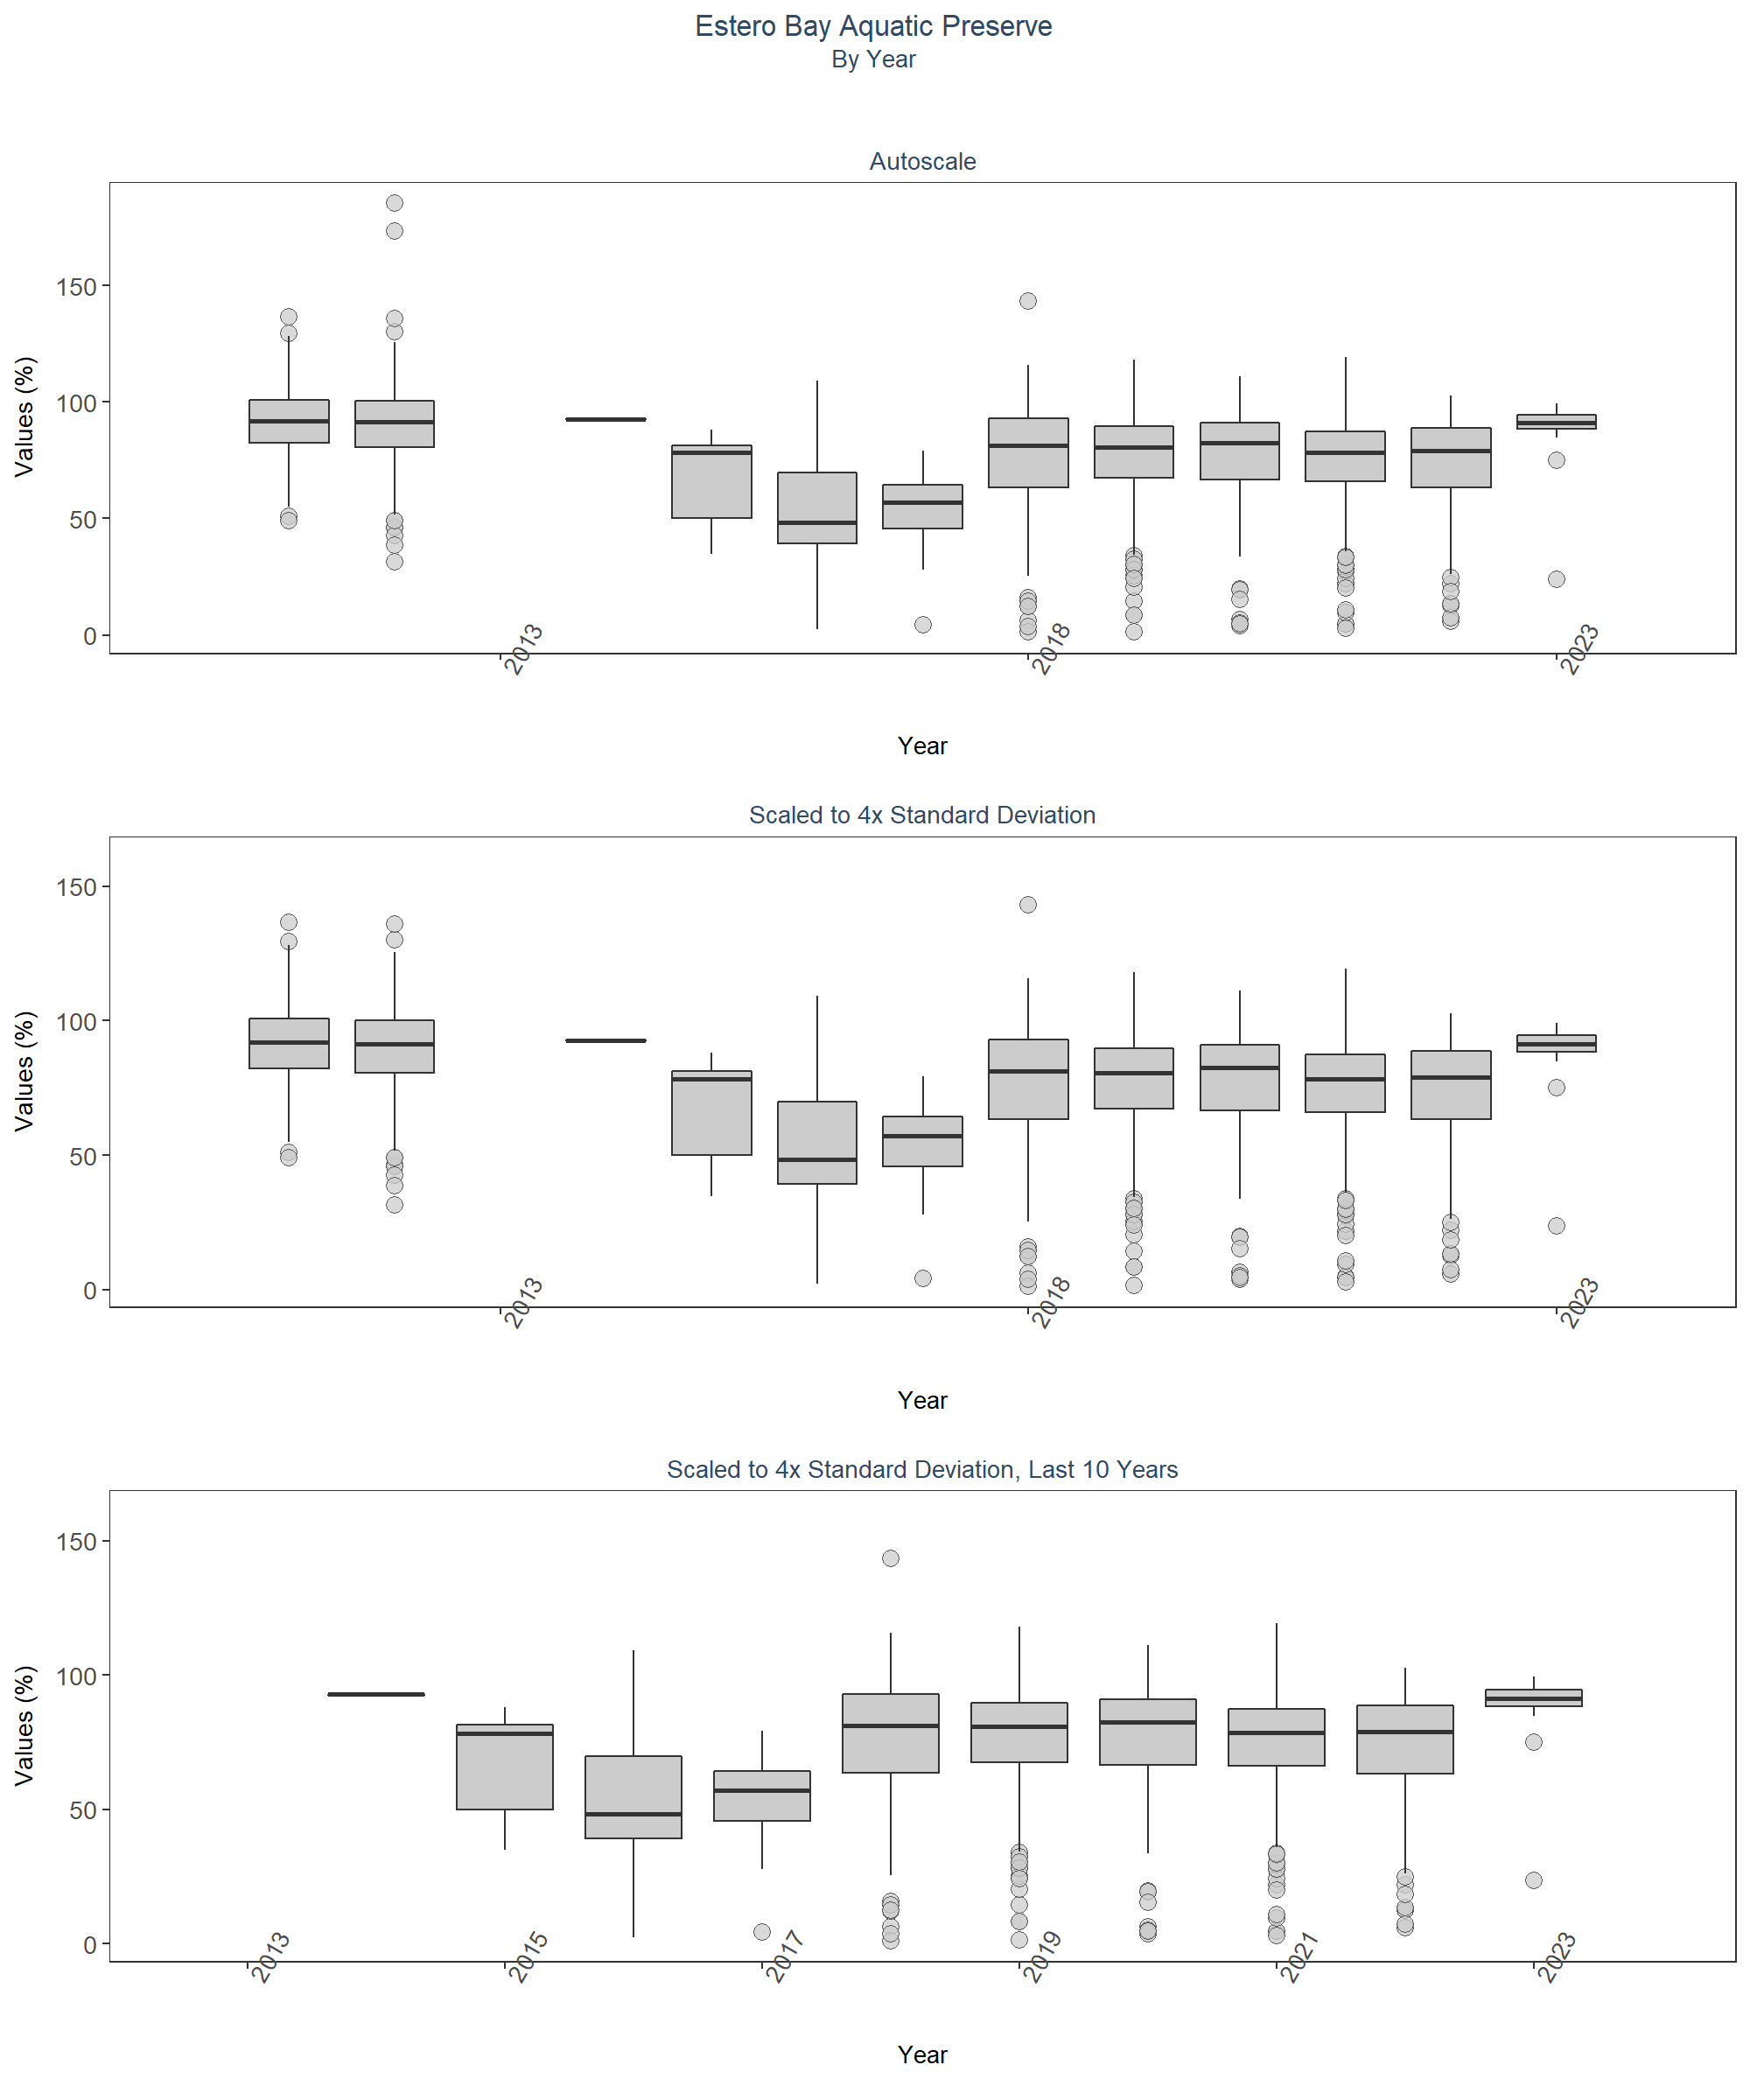 Estero Bay Aquatic Preserve
By Year
Autoscale
Values (%)
150
100
50
0
2013
2018
2023
Year
Scaled to 4x Standard Deviation
Values (%)
150
100
50
0
2013
2018
2023
Year
Scaled to 4x Standard Deviation, Last 10 Years
Values (%)
150
100
50
0
2013
2015
2017
2019
2021
2023
Year